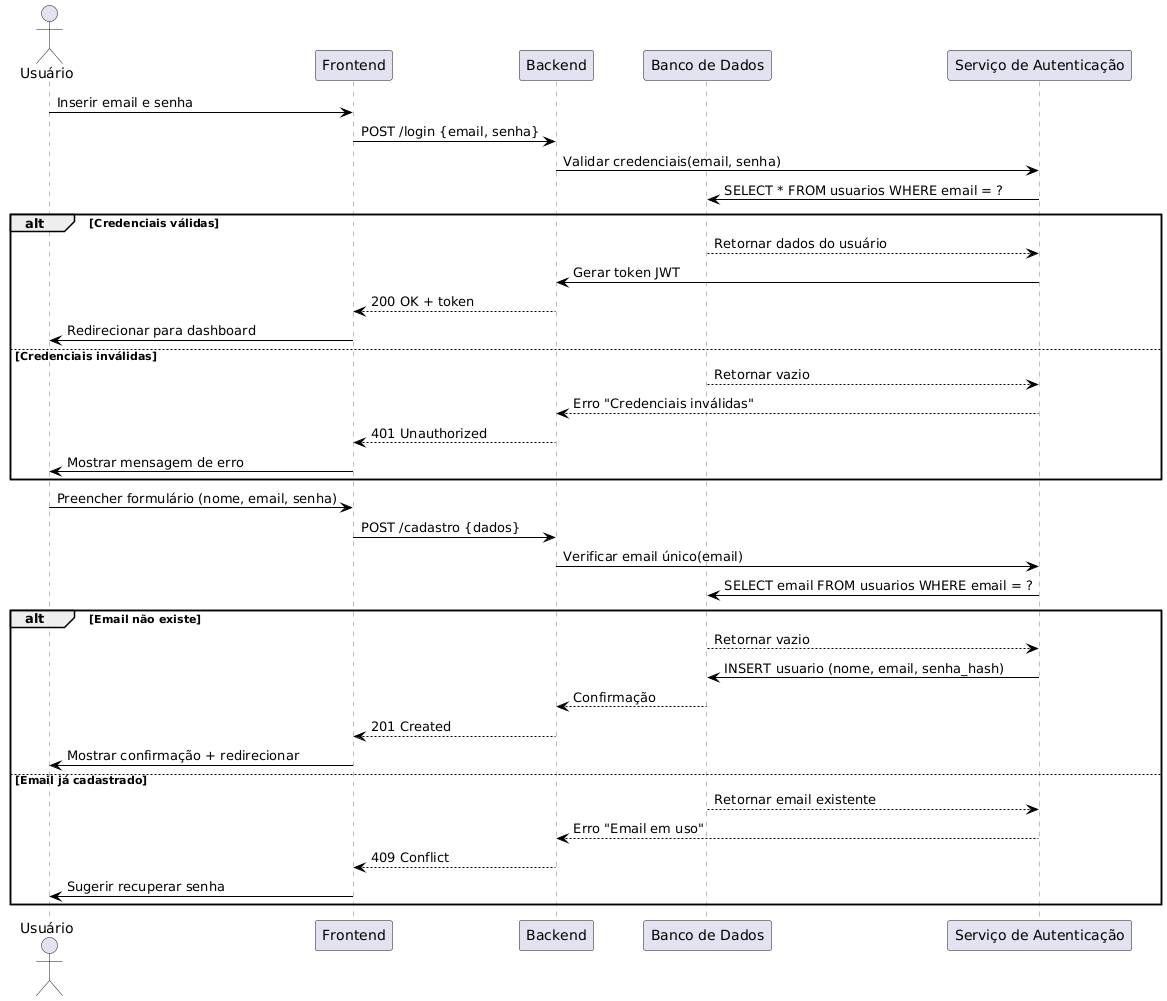 Usuário
Frontend
Backend
Banco de Dados
Serviço de Autenticação
Inserir email e senha
POST /login {email, senha}
Validar credenciais(email, senha)
SELECT * FROM usuarios WHERE email = ?
alt
[Credenciais válidas]
Retornar dados do usuário
Gerar token JWT
200 OK + token
Redirecionar para dashboard
[Credenciais inválidas]
Retornar vazio
Erro "Credenciais inválidas"
401 Unauthorized
Mostrar mensagem de erro
Preencher formulário (nome, email, senha)
POST /cadastro {dados}
Verificar email único(email)
SELECT email FROM usuarios WHERE email = ?
alt
[Email não existe]
Retornar vazio
INSERT usuario (nome, email, senha_hash)
Confirmação
201 Created
Mostrar confirmação + redirecionar
[Email já cadastrado]
Retornar email existente
Erro "Email em uso"
409 Conflict
Sugerir recuperar senha
Usuário
Frontend
Backend
Banco de Dados
Serviço de Autenticação